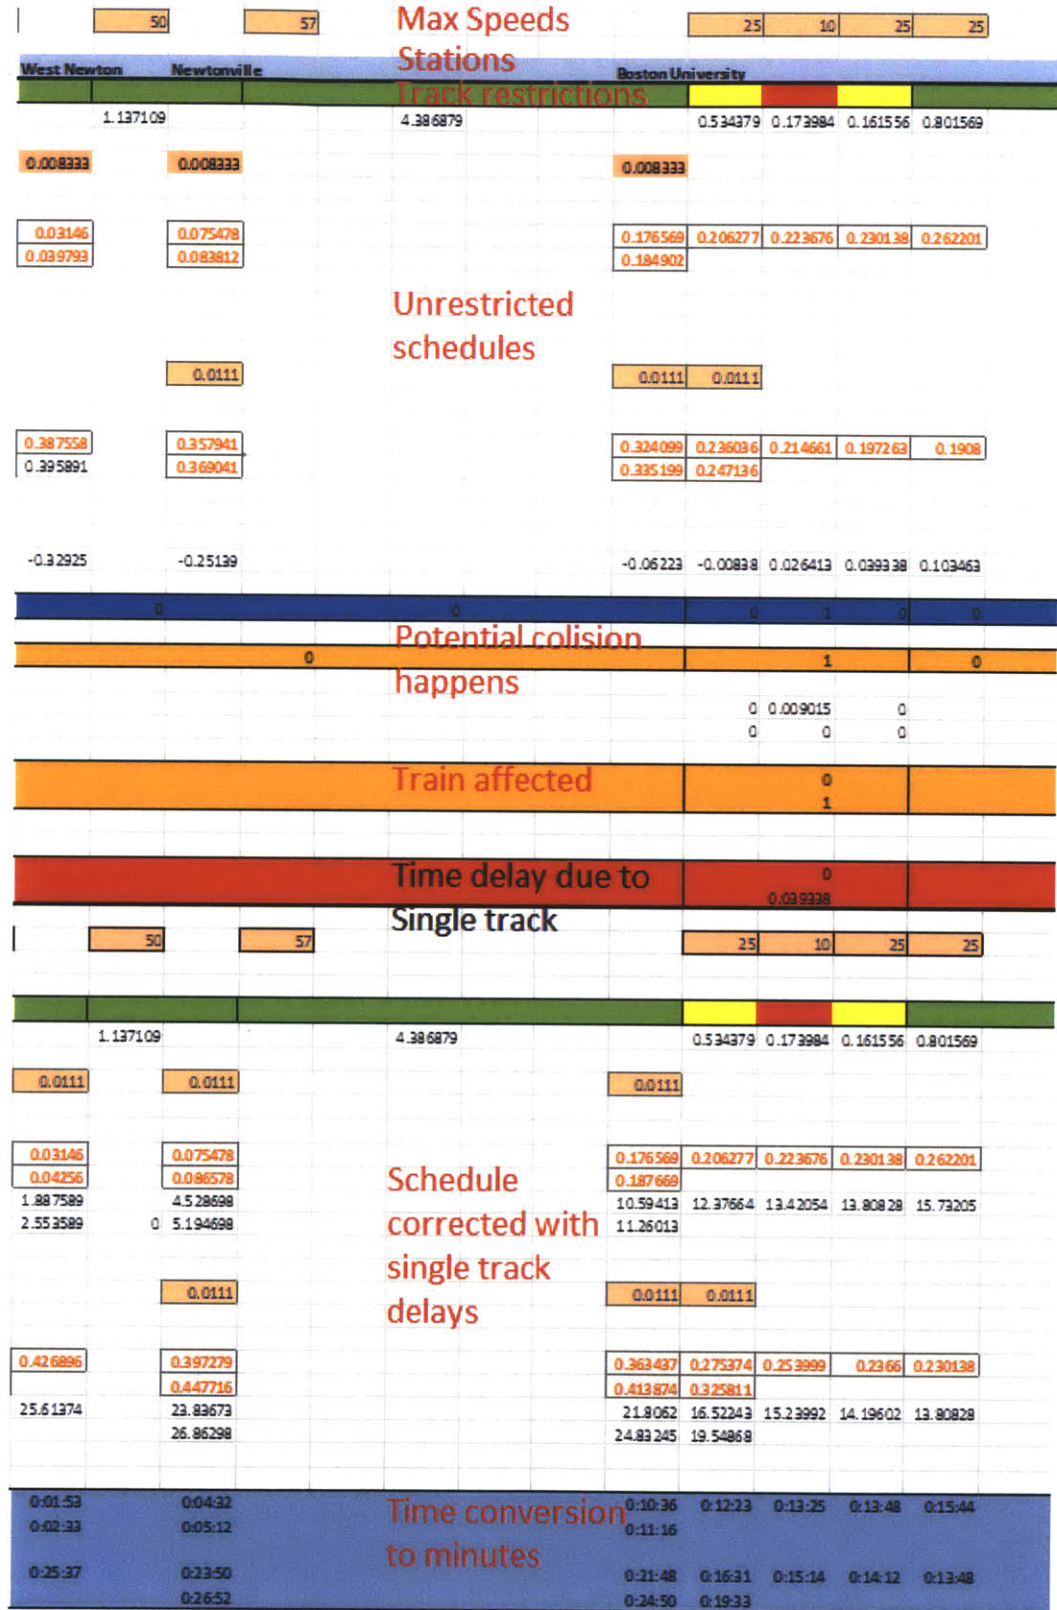 50 57 Max Speeds 25 10 25 25
Stations
West Newton Newtonville Boston University
Track restrictions
1.137109 4.386879 0.534379 0.173984 0.161556 0.801569
0.008333 0.008333 0.008333
0.03146 0.075478 0.176569 0.206277 0.223676 0.230138 0.262201
0.039793 0.083812 0.184902
Unrestricted
schedules
0.0111 0.0111 0.0111
0.387558 0.357941 0.324099 0.236036 0.214661 0.197263 0.1908
0.395891 0.369041 0.335199 0.247136
-0.32925 -0.25139 -0.06223 -0.00838 0.026413 0.039338 0.103463
0 0 0 1 0 0
Potential colision
0 1 0
happens
0 0.009015 0
0 0 0
Train affected 0
1
Time delay due to 0
0.039338
Single track
50 57 25 10 25 25
1.137109 4.386879 0.534379 0.173984 0.161556 0.801569
0.0111 0.0111 0.0111
0.03146 0.075478 0.176569 0.206277 0.223676 0.230138 0.262201
0.04256 0.086578 Schedule 0.187669
1.887589 4.528698 10.59413 12.37664 13.42054 13.80828 15.73205
2.553589 0 5.194698 corrected with 11.26013
single track
0.0111 0.0111 0.0111
delays
0.426896 0.397279 0.363437 0.275374 0.253999 0.2366 0.230138
0.447716 0.413874 0.325811
25.61374 23.83673 21.8062 16.52243 15.23992 14.19602 13.80828
26.86298 24.83245 19.54868
0:01:53 0:04:32 Time conversion 0:10:36 0:12:23 0:13:25 0:13:48 0:15:44
0:02:33 0:05:12 0:11:16
to minutes
0:25:37 0:23:50 0:21:48 0:16:31 0:15:14 0:14:12 0:13:48
0:26:52 0:24:50 0:19:33